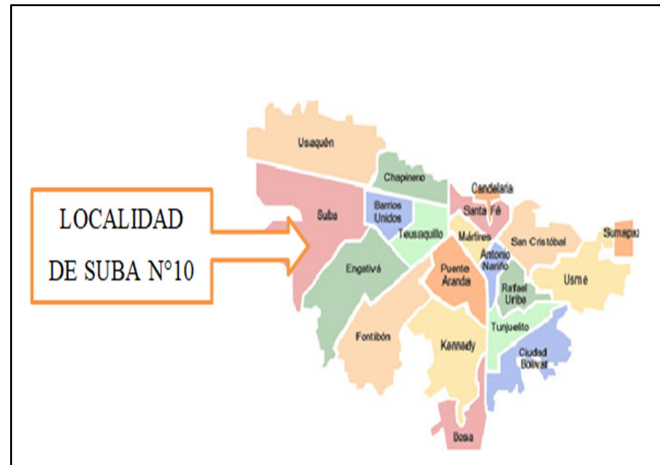 LOCALIDAD
DE SUBA N°10
Usaquén
Chapinero
Suba
Barrios
Unidos
Teusaquillo
Candelaria
Santa Fé
Mártires
San Cristóbal
Sumapaz
Engativá
Puente
Aranda
Antonio
Nariño
Rafael
Uribe
Usme
Fontibón
Kennedy
Tunjuelito
Ciudad
Bolívar
Bosa